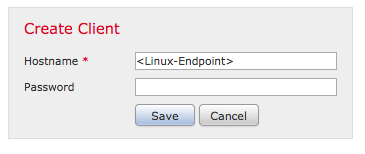 Create Client
Hostname * <Linux-Endpoint>
Password
Save Cancel